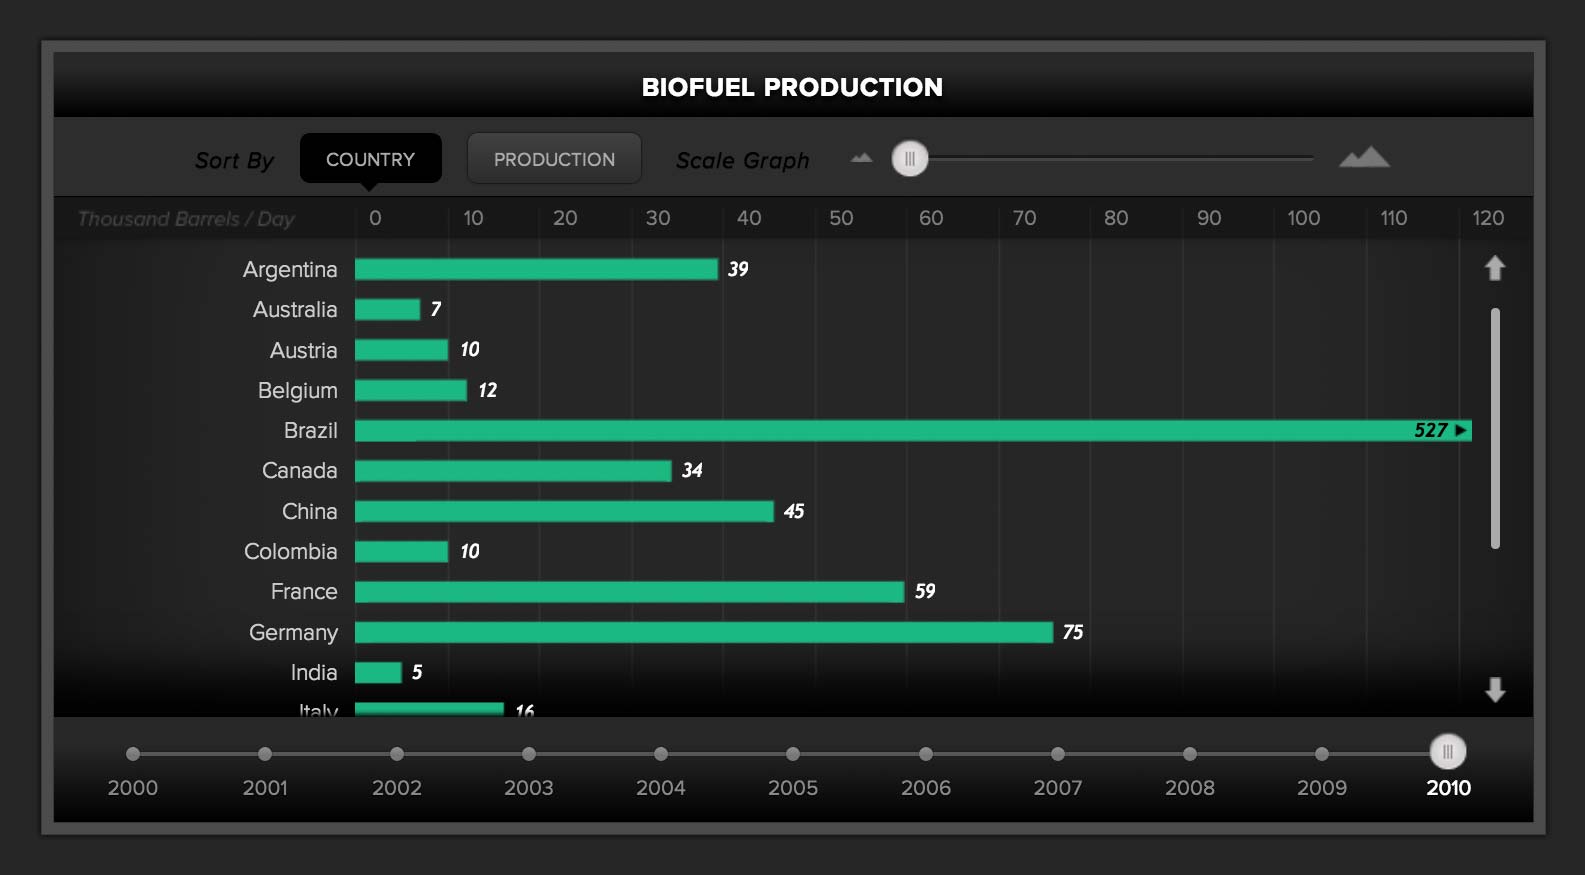 BIOFUEL PRODUCTION
Sort By COUNTRY PRODUCTION Scale Graph
Thousand Barrels / Day 0 10 20 30 40 50 60 70 80 90 100 110 120
Argentina 39
Australia 7
Austria 10
Belgium 12
Brazil 527
Canada 34
China 45
Colombia 10
France 59
Germany 75
India 5
Italy 16
2000 2001 2002 2003 2004 2005 2006 2007 2008 2009 2010